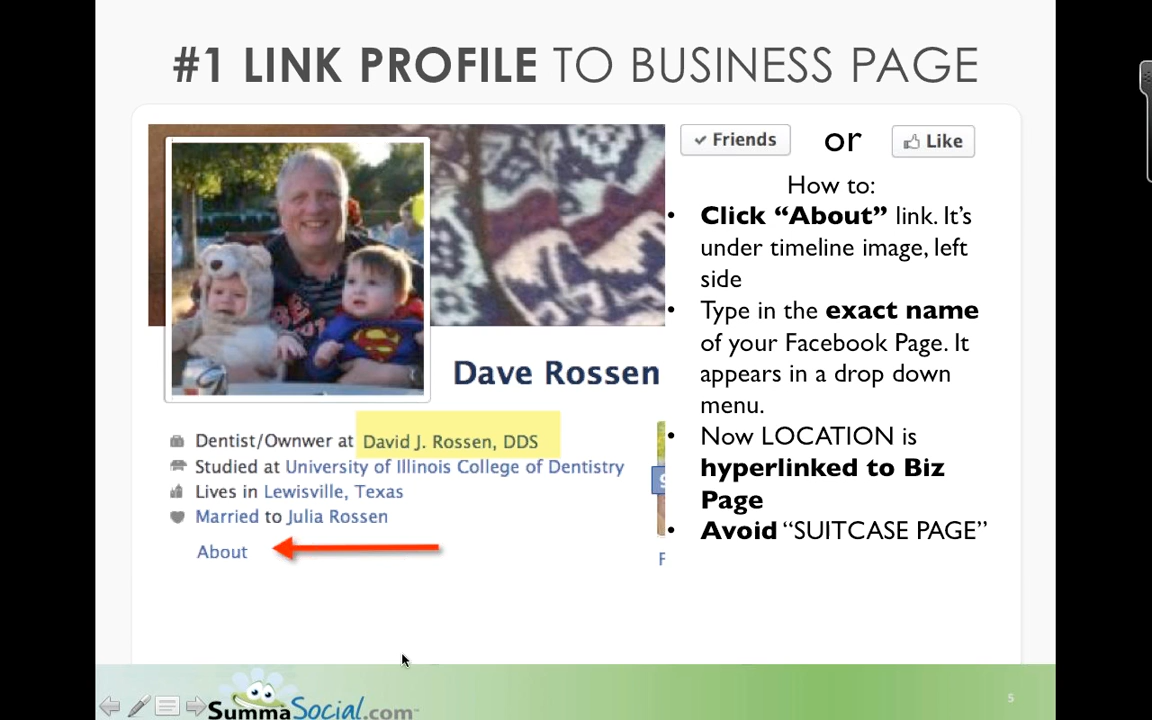 #1 LINK PROFILE TO BUSINESS PAGE
Friends
or
Like
How to:
• Click “About” link. It’s
under timeline image, left
side
• Type in the exact name
of your Facebook Page. It
appears in a drop down
menu.
• Now LOCATION is
hyperlinked to Biz
Page
• Avoid “SUITCASE PAGE”
Dave Rossen
Dentist/Ownwer at David J. Rossen, DDS
Studied at University of Illinois College of Dentistry
Lives in Lewisville, Texas
Married to Julia Rossen
About
F
SummaSocial.com
5